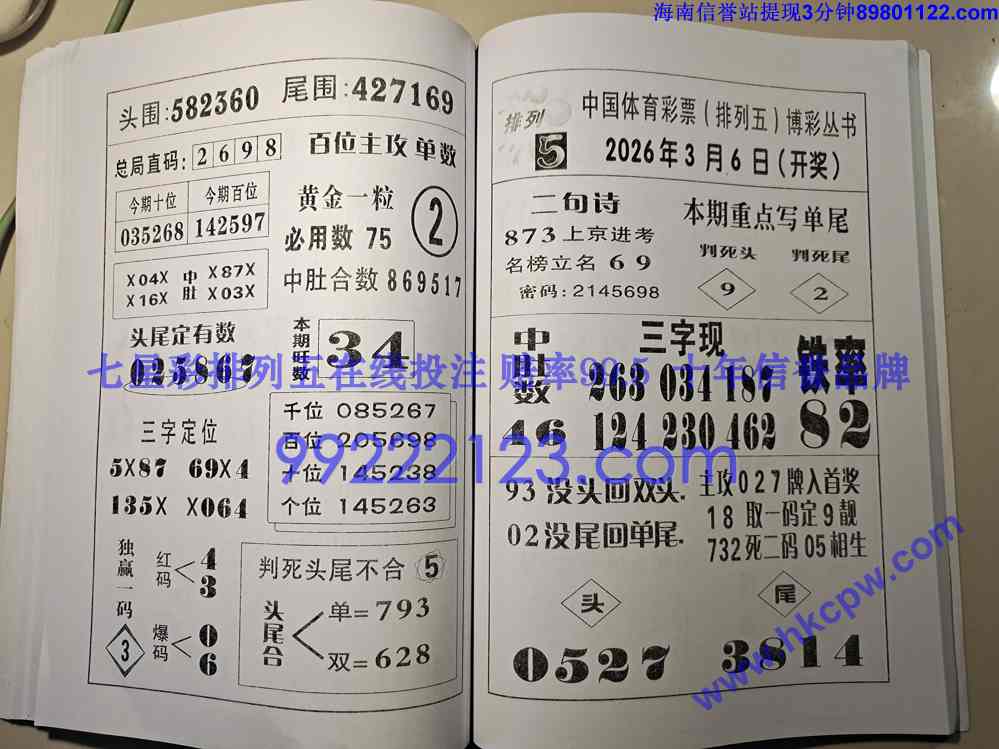 海南信誉站提现3分钟89801122.com
头围:582360 尾围:427169
总局直码: 2 6 9 8
百位主攻单数
今期十位 今期百位
035268 142597
黄金一粒
必用数 75
②
X04X 中 X87X
X16X 肚 X03X
中肚合数 869517
头尾定有数
025867
本期旺数
34
三字定位
5X87 69X4
135X X064
千位 085267
百位 205698
十位 145238
个位 145263
独赢一码
3
红码 4
3
爆码 0
6
判死头尾不合 5
头尾合
单=793
双=628
排列
5
中国体育彩票(排列五)博彩丛书
2026年3月6日(开奖)
二句诗
873上京进考
名榜立名 69
密码:2145698
本期重点写单尾
判死头 判死尾
9 2
中肚数
46
三字现
263 034 187
124 230 462
铁率
82
93没头回双头.
02没尾回单尾.
主攻027牌入首奖
18 取一码定9靓
732死二码05相生
头 尾
0527 3814
七星彩排列五在线投注 赔率99.5 十年信誉品牌
99222123.com
www.hkcpw.com